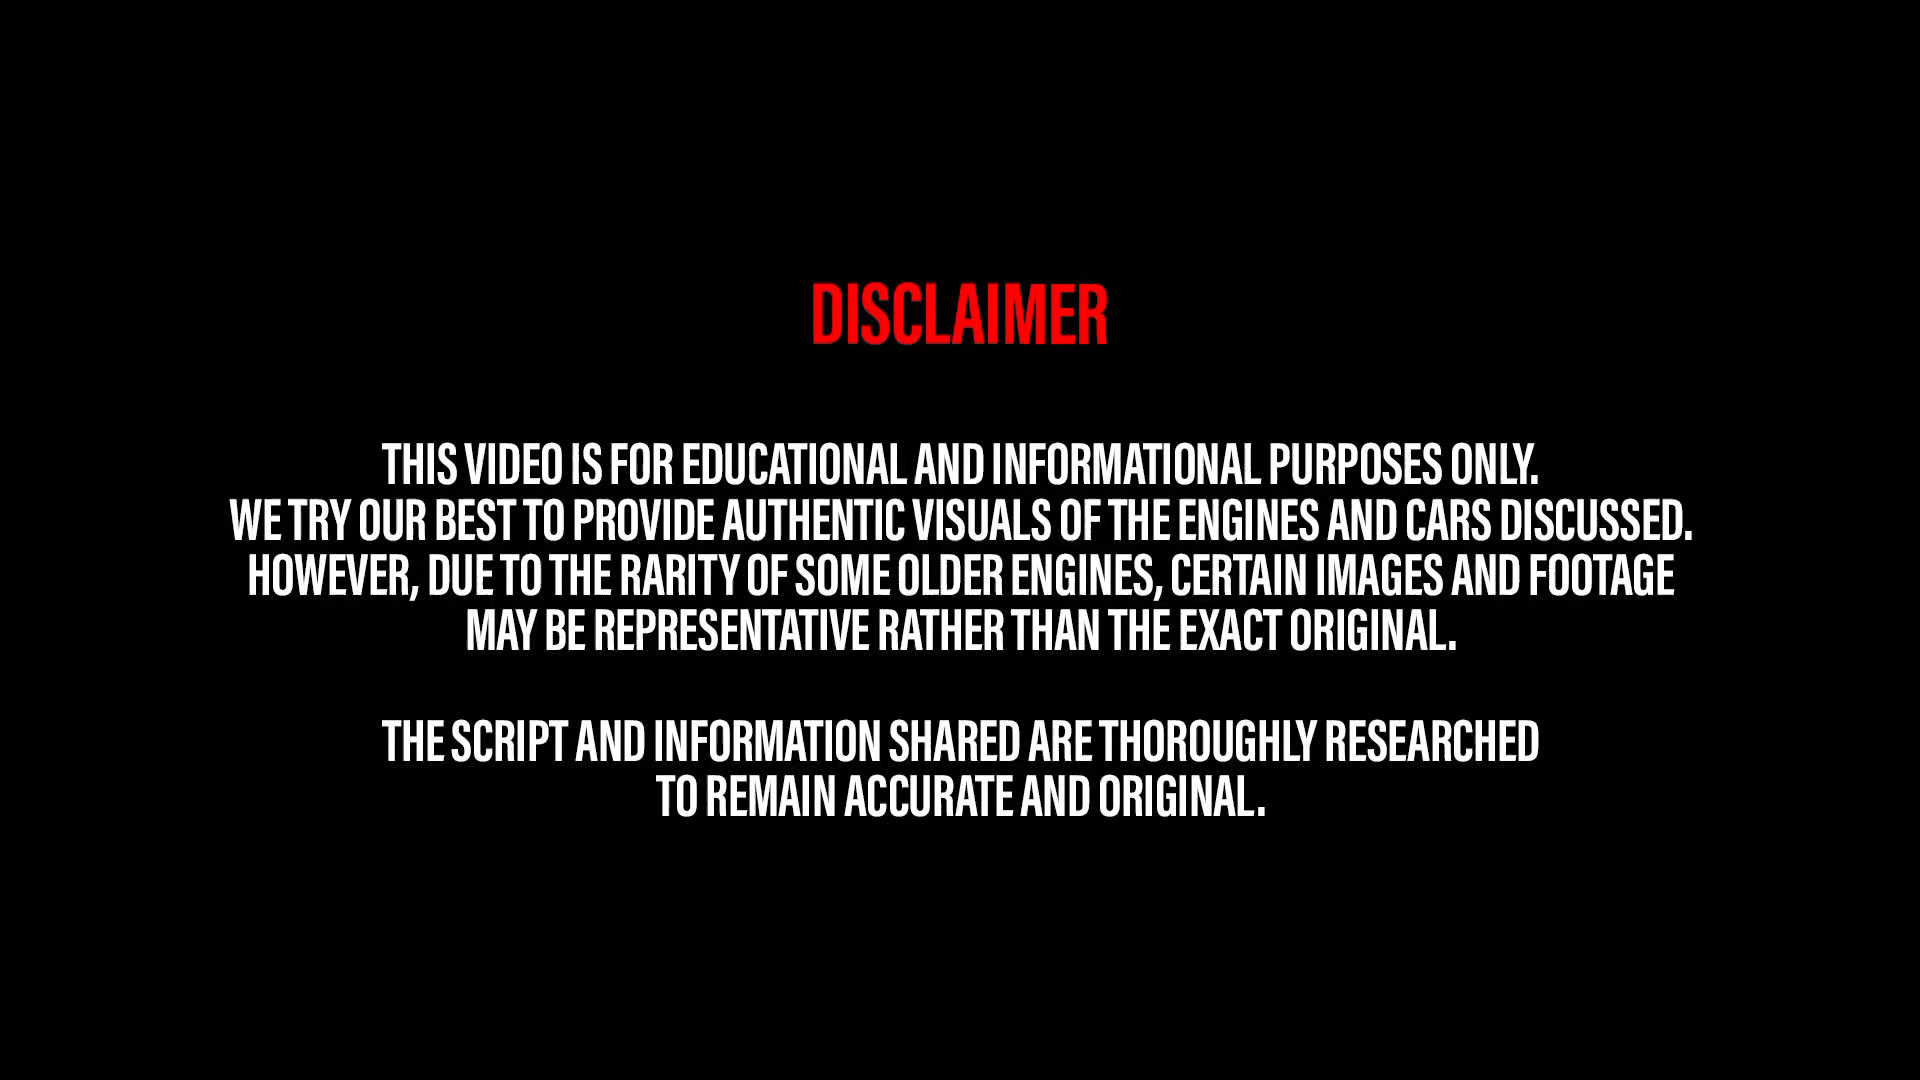 DISCLAIMER
THIS VIDEO IS FOR EDUCATIONAL AND INFORMATIONAL PURPOSES ONLY.
WE TRY OUR BEST TO PROVIDE AUTHENTIC VISUALS OF THE ENGINES AND CARS DISCUSSED.
HOWEVER, DUE TO THE RARITY OF SOME OLDER ENGINES, CERTAIN IMAGES AND FOOTAGE
MAY BE REPRESENTATIVE RATHER THAN THE EXACT ORIGINAL.
THE SCRIPT AND INFORMATION SHARED ARE THOROUGHLY RESEARCHED
TO REMAIN ACCURATE AND ORIGINAL.